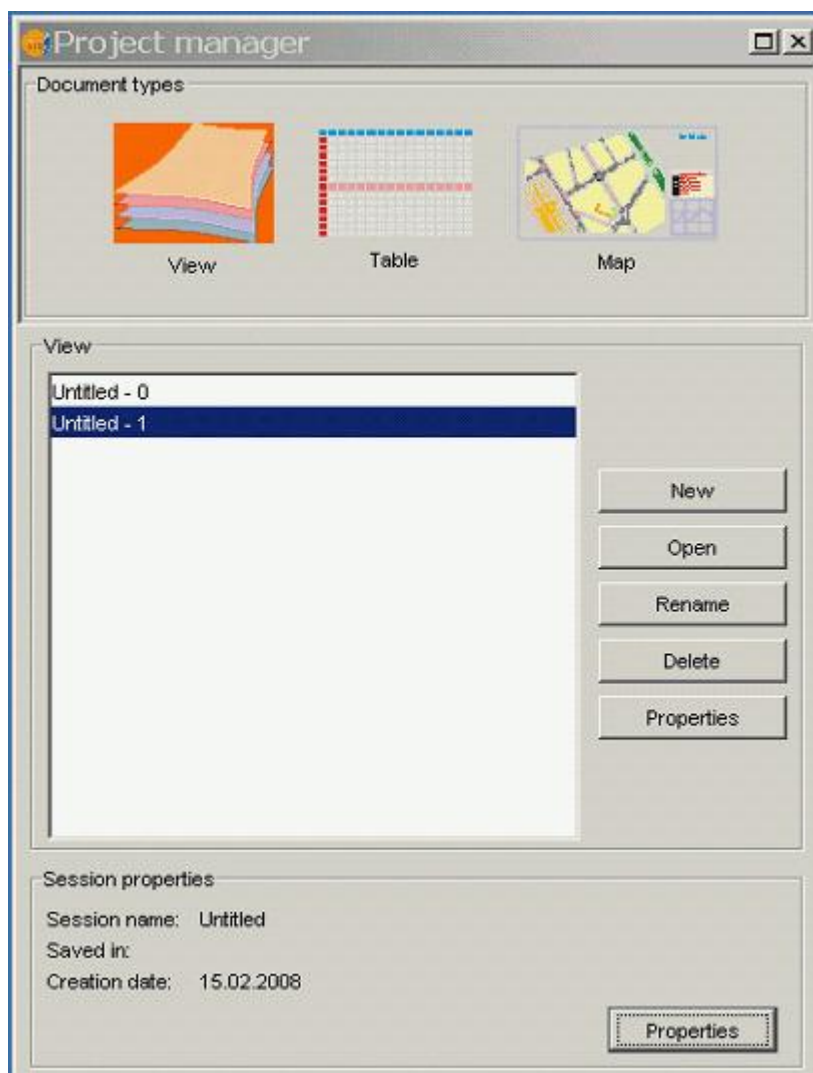 Project manager
Document types
View
Table
Map
View
Untitled - 0
Untitled - 1
New
Open
Rename
Delete
Properties
Session properties
Session name: Untitled
Saved in:
Creation date: 15.02.2008
Properties